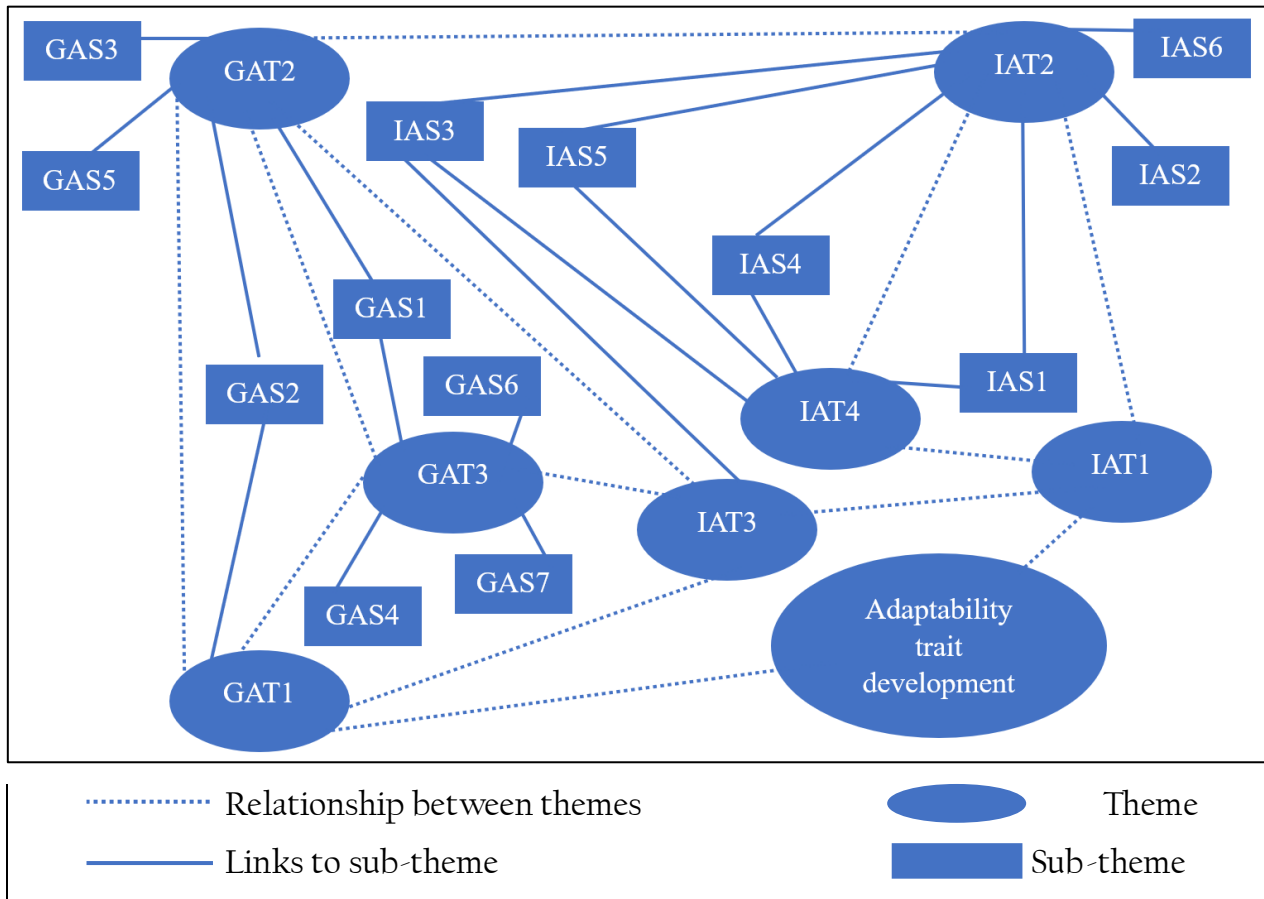 GAS3
GAT2
IAT2
IAS6
IAS3
IAS5
GAS5
IAS2
IAS4
GAS1
GAS2
GAS6
IAS1
IAT4
GAT3
IAT1
IAT3
GAS7
GAS4
Adaptability
trait
development
GAT1
Relationship between themes
Theme
Links to sub-theme
Sub-theme